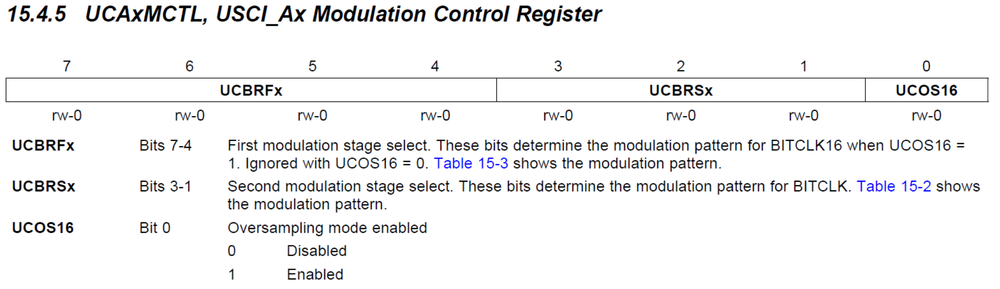 15.4.5 UCAxMCTL, USCI_Ax Modulation Control Register
7 6 5 4 3 2 1 0
UCBRFx UCBRSx UCOS16
rw-0 rw-0 rw-0 rw-0 rw-0 rw-0 rw-0 rw-0
UCBRFx Bits 7-4 First modulation stage select. These bits determine the modulation pattern for BITCLK16 when UCOS16 =
1. Ignored with UCOS16 = 0. Table 15-3 shows the modulation pattern.
UCBRSx Bits 3-1 Second modulation stage select. These bits determine the modulation pattern for BITCLK. Table 15-2 shows
the modulation pattern.
UCOS16 Bit 0 Oversampling mode enabled
0 Disabled
1 Enabled